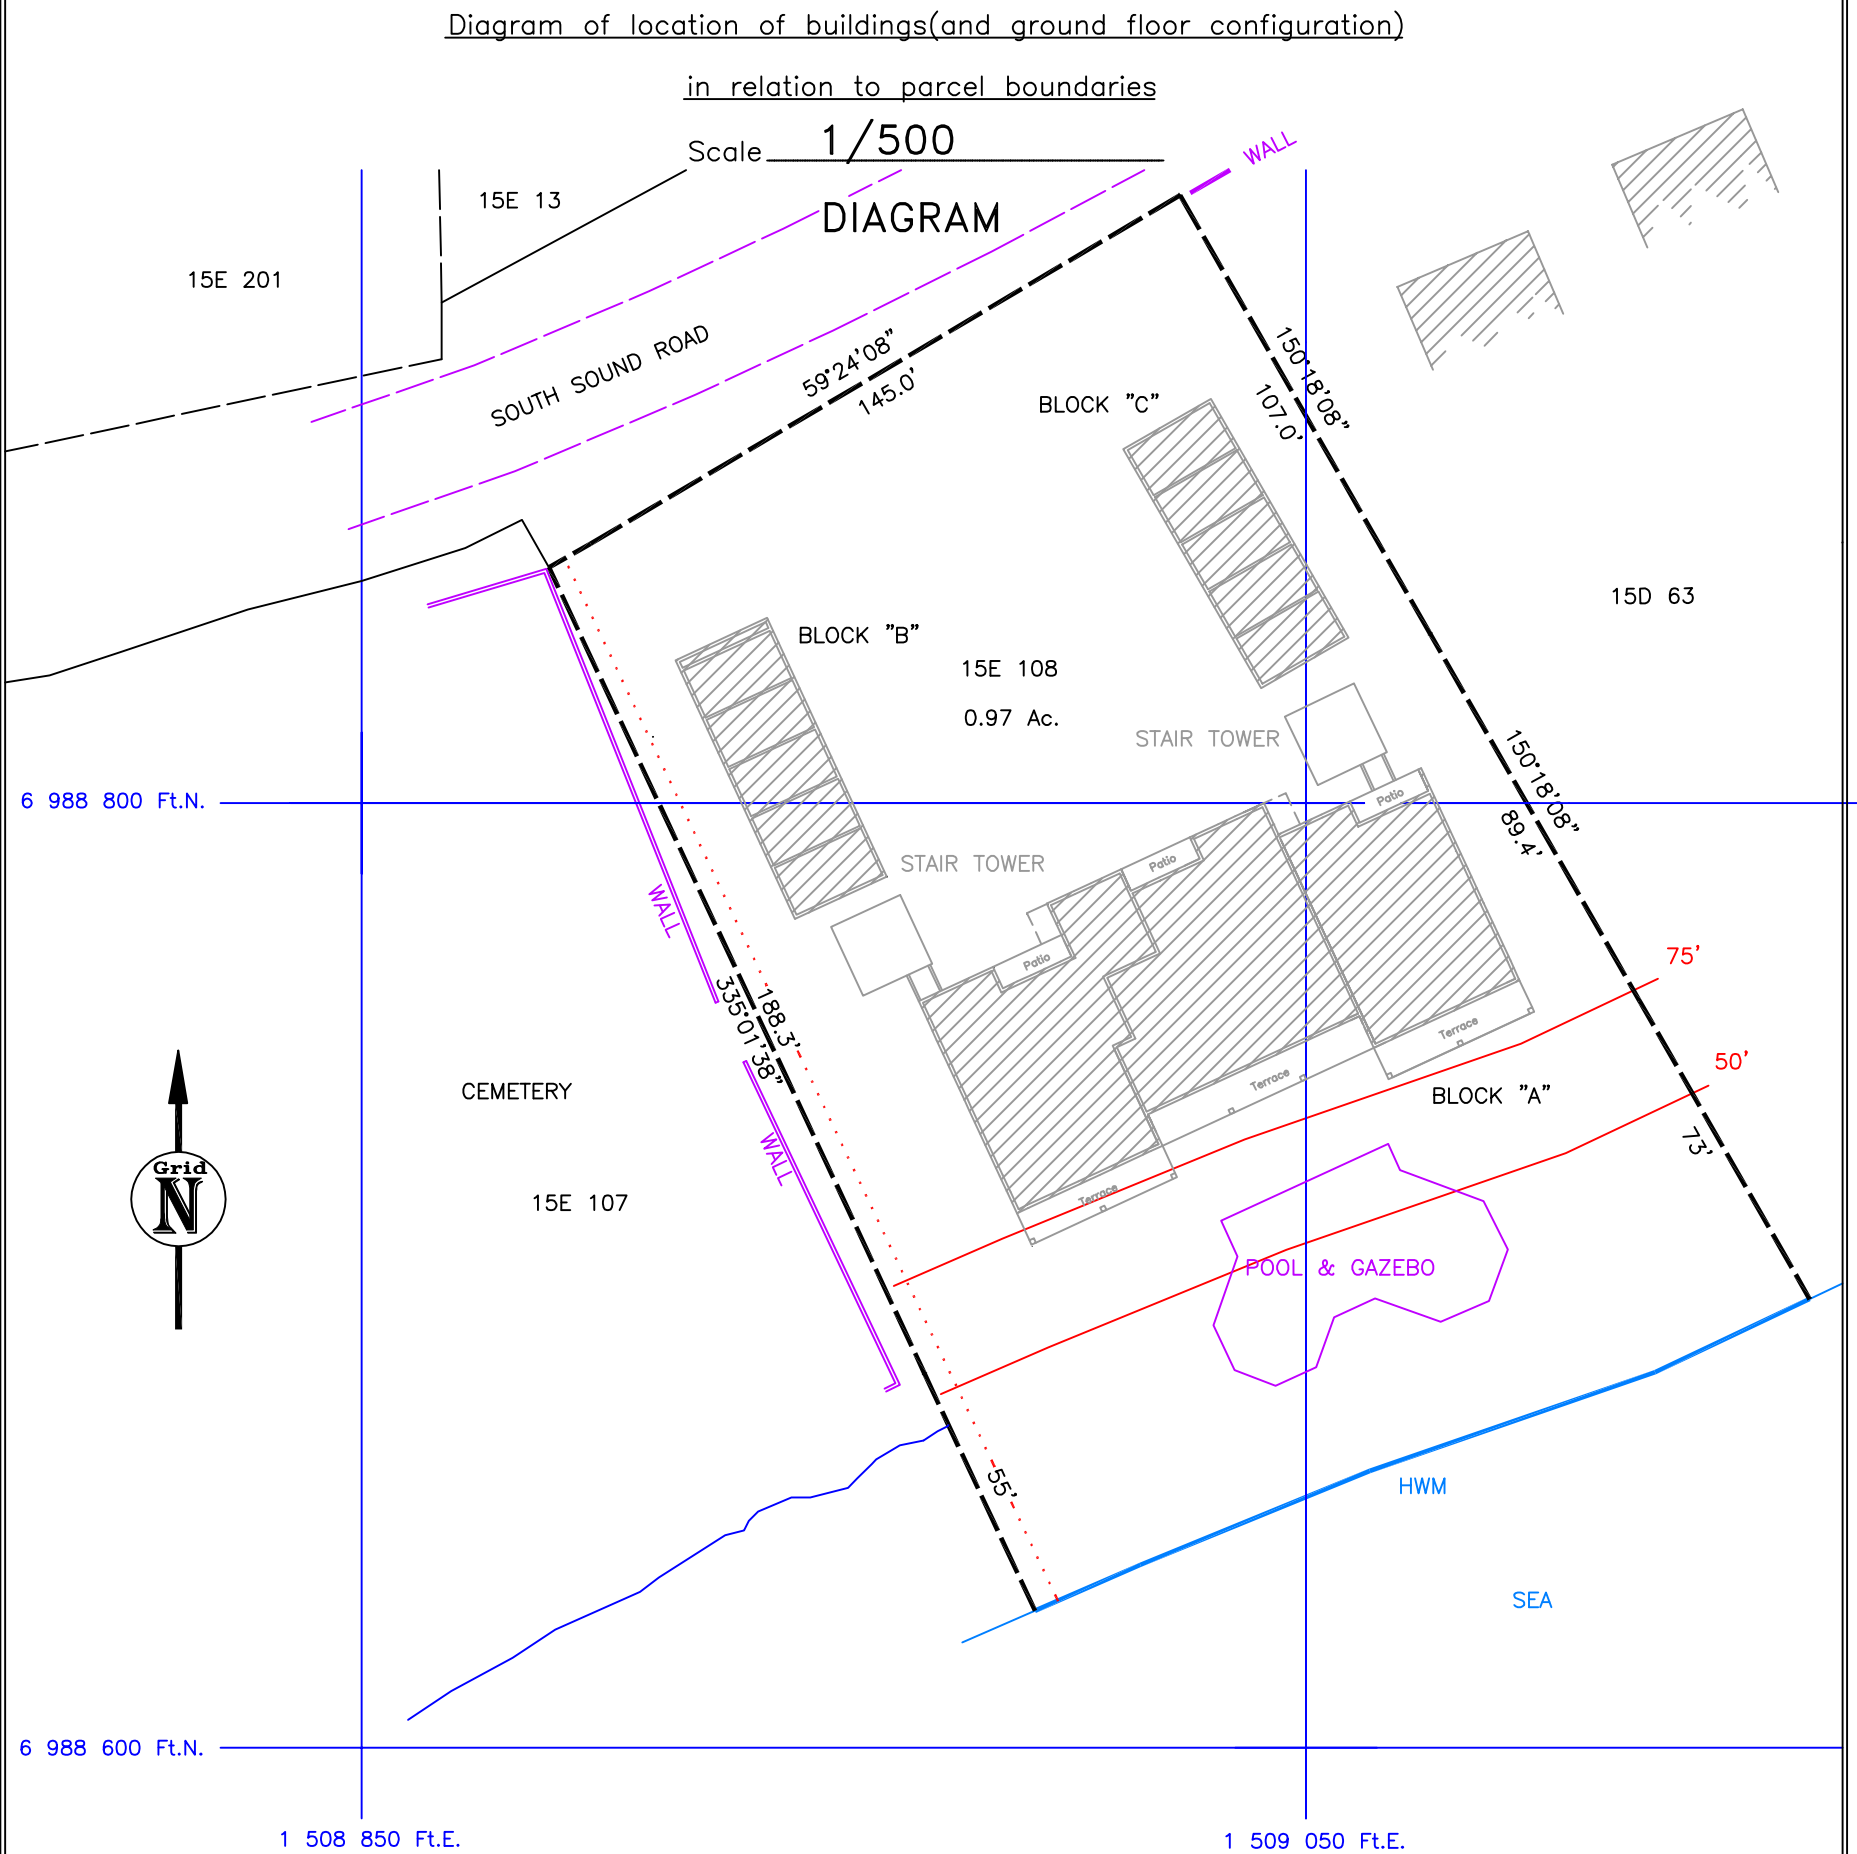 Diagram of location of buildings(and ground floor configuration)
in relation to parcel boundaries
Scale 1/500
WALL
15E 13
DIAGRAM
15E 201
SOUTH SOUND ROAD
59°24'08"
145.0'
150°18'08"
107.0'
BLOCK "C"
15D 63
BLOCK "B"
15E 108
0.97 Ac.
STAIR TOWER
6 988 800 Ft.N.
Patio
150°18'08"
89.4'
STAIR TOWER
Patio
WALL
Patio
75'
188.3'
335°01'38"
Terrace
Terrace
50'
CEMETERY
BLOCK "A"
73'
WALL
Grid
N
15E 107
Terrace
POOL & GAZEBO
55'
HWM
SEA
6 988 600 Ft.N.
1 508 850 Ft.E.
1 509 050 Ft.E.